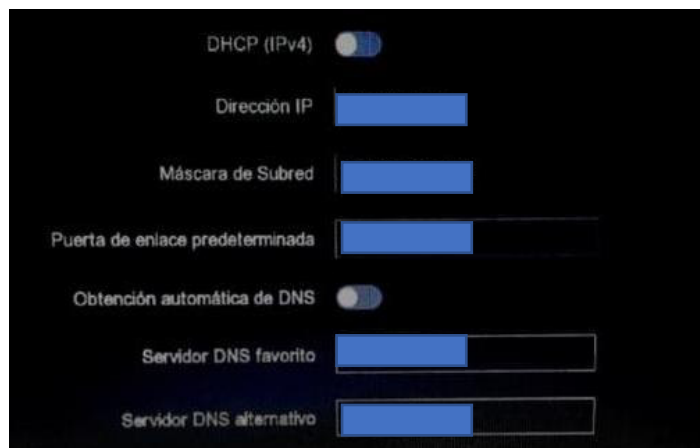 DHCP (IPv4)
Dirección IP
Máscara de Subred
Puerta de enlace predeterminada
Obtención automática de DNS
Servidor DNS favorito
Servidor DNS alternativo